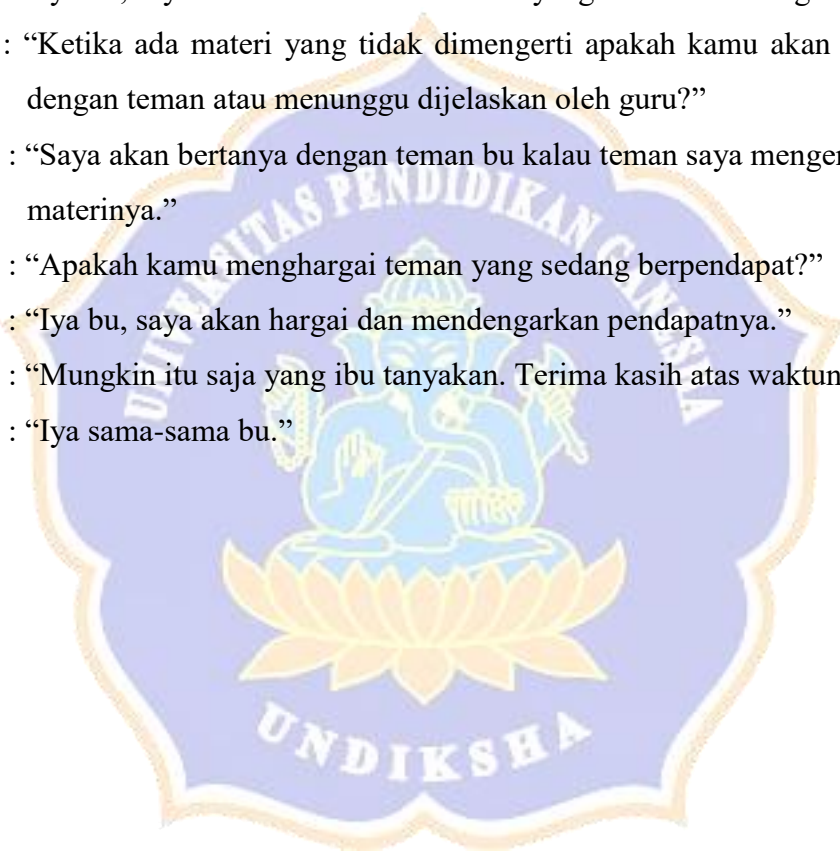 : “Ketika ada materi yang tidak dimengerti apakah kamu akan
dengan teman atau menunggu dijelaskan oleh guru?”
: “Saya akan bertanya dengan teman bu kalau teman saya
materinya.”
: “Apakah kamu menghargai teman yang sedang berpendapat?”
: “Iya bu, saya akan hargai dan mendengarkan pendapatnya.”
: “Mungkin itu saja yang ibu tanyakan. Terima kasih atas
: “Iya sama-sama bu.”
UNIVERSITAS PENDIDIKAN GANESHA
UNDIKSHA